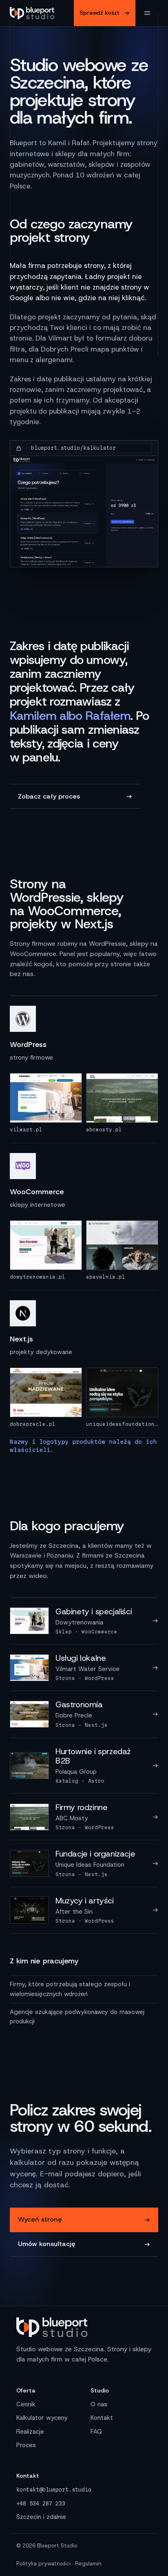 blueport studio
Sprawdź koszt →
Studio webowe ze
Szczecina, które
projektuje strony
dla małych firm.
Blueport to Kamil i Rafał. Projektujemy strony
internetowe i sklepy dla małych firm:
gabinetów, warsztatów, sklepów i zespołów
muzycznych. Ponad 10 wdrożeń w całej
Polsce.
Od czego zaczynamy
projekt strony
Mała firma potrzebuje strony, z której
przychodzą zapytania. Ładny projekt nie
wystarczy, jeśli klient nie znajdzie strony w
Google albo nie wie, gdzie na niej kliknąć.
Dlatego projekt zaczynamy od pytania, skąd
przychodzą Twoi klienci i co mają zrobić na
stronie. Dla Vilmart był to formularz doboru
filtra, dla Dobrych Precli mapa punktów i
menu z alergenami.
Zakres i datę publikacji ustalamy na krótkiej
rozmowie, zanim zaczniemy projektować, a
potem się ich trzymamy. Od akceptacji
projektu do publikacji mijają zwykle 1–2
tygodnie.
blueport.studio/kalkulator
blueport studio
Czego potrzebujesz?
od 3900 zł
Zakres i datę publikacji
wpisujemy do umowy,
zanim zaczniemy
projektować. Przez cały
projekt rozmawiasz z
Kamilem albo Rafałem. Po
publikacji sam zmieniasz
teksty, zdjęcia i ceny
w panelu.
Zobacz cały proces →
Strony na
WordPressie, sklepy
na WooCommerce,
projekty w Next.js
Strony firmowe robimy na WordPressie, sklepy na
WooCommerce. Panel jest popularny, więc łatwo
znaleźć kogoś, kto pomoże przy stronie także
bez nas.
WordPress
strony firmowe
vilmart.pl
abcmosty.pl
Woo
WooCommerce
sklepy internetowe
dowytrenowania.pl
spavalnia.pl
Next.js
projekty dedykowane
NADZIEWANE
dobreprecle.pl
uniqueideasfoundation…
Nazwy i logotypy produktów należą do ich
właścicieli.
Dla kogo pracujemy
Jesteśmy ze Szczecina, a klientów mamy też w
Warszawie i Poznaniu. Z firmami ze Szczecina
spotykamy się na miejscu, z resztą rozmawiamy
przez wideo.
Gabinety i specjaliści
Dowytrenowania
Sklep · WooCommerce
→
Usługi lokalne
Vilmart Water Service
Strona · WordPress
→
Gastronomia
Dobre Precle
Strona · Next.js
→
Hurtownie i sprzedaż
B2B
Polaqua Group
Katalog · Astro
→
Firmy rodzinne
ABC Mosty
Strona · WordPress
→
Fundacje i organizacje
Unique Ideas Foundation
Strona · Next.js
→
Muzycy i artyści
After the Sin
Strona · WordPress
→
Z kim nie pracujemy
Firmy, które potrzebują stałego zespołu i
wielomiesięcznych wdrożeń
Agencje szukające podwykonawcy do masowej
produkcji
Policz zakres swojej
strony w 60 sekund.
Wybierasz typ strony i funkcje, a
kalkulator od razu pokazuje wstępną
wycenę. E-mail podajesz dopiero, jeśli
chcesz ją dostać.
Wyceń stronę →
Umów konsultację →
blueport studio
Studio webowe ze Szczecina. Strony i sklepy
dla małych firm w całej Polsce.
Oferta
Cennik
Kalkulator wyceny
Realizacje
Proces
Studio
O nas
Kontakt
FAQ
Kontakt
kontakt@blueport.studio
+48 534 287 233
Szczecin i zdalnie
© 2026 Blueport Studio
Polityka prywatności · Regulamin